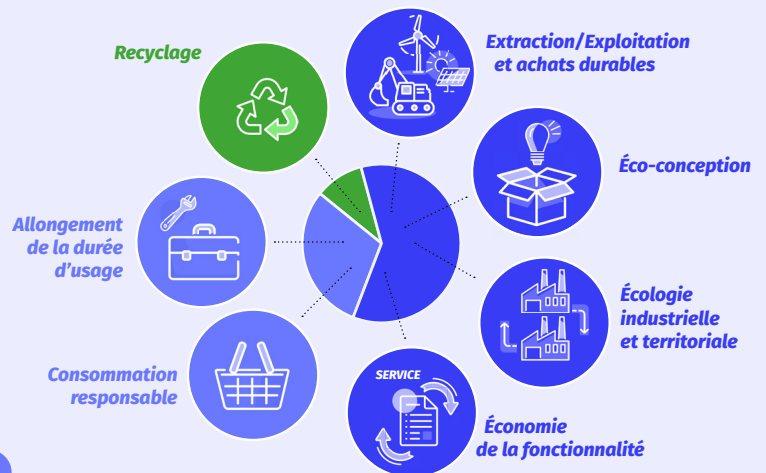 Recyclage
Extraction/Exploitation
et achats durables
Éco-conception
Écologie
industrielle
et territoriale
SERVICE
Économie
de la fonctionnalité
Consommation
responsable
Allongement
de la durée
d'usage